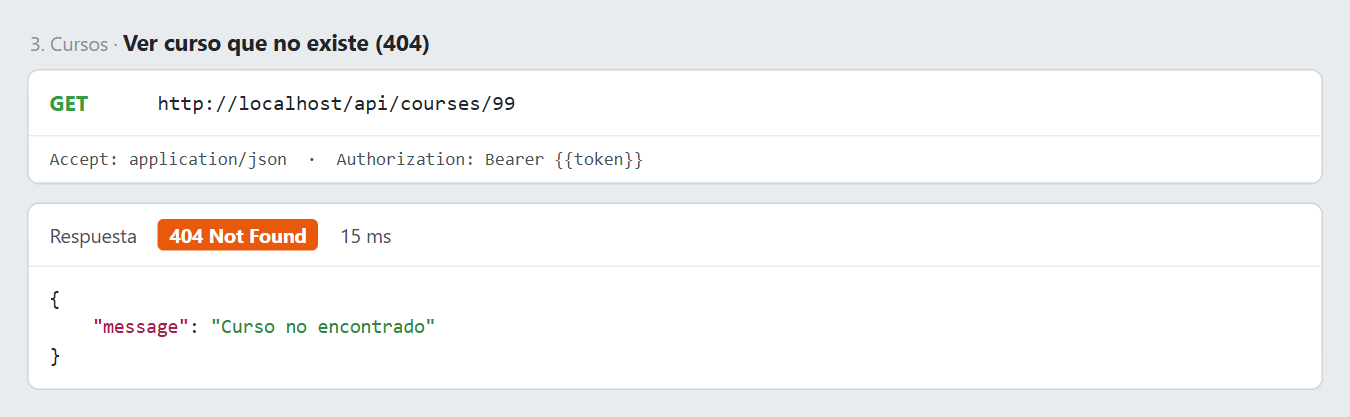 3. Cursos · Ver curso que no existe (404)
GET http://localhost/api/courses/99
Accept: application/json · Authorization: Bearer {{token}}
Respuesta 404 Not Found 15 ms
{
    "message": "Curso no encontrado"
}